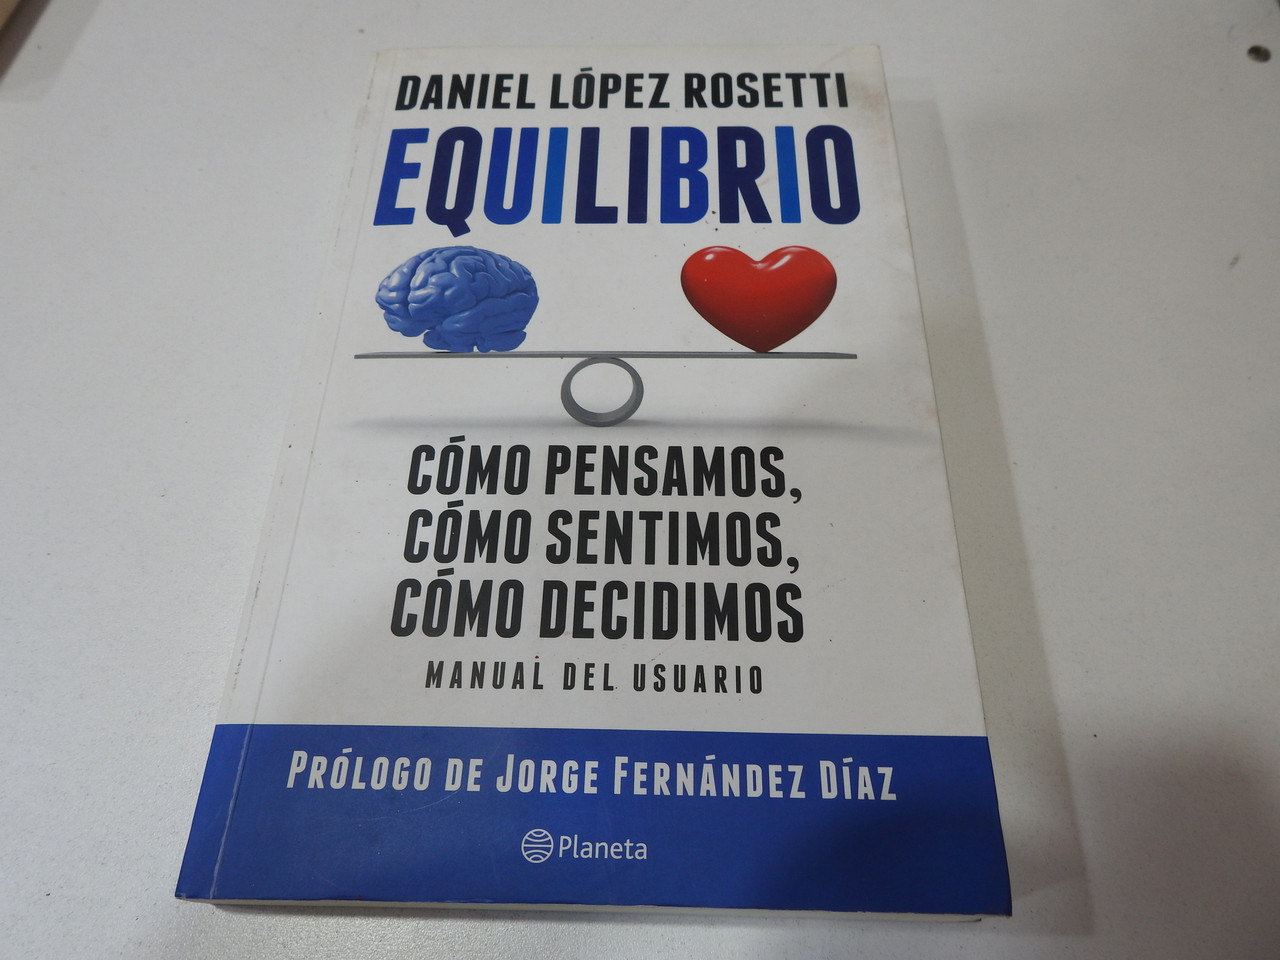 DANIEL LÓPEZ ROSETTI
EQUILIBRIO
CÓMO PENSAMOS,
CÓMO SENTIMOS,
CÓMO DECIDIMOS
MANUAL DEL USUARIO
PRÓLOGO DE JORGE FERNÁNDEZ DÍAZ
Planeta